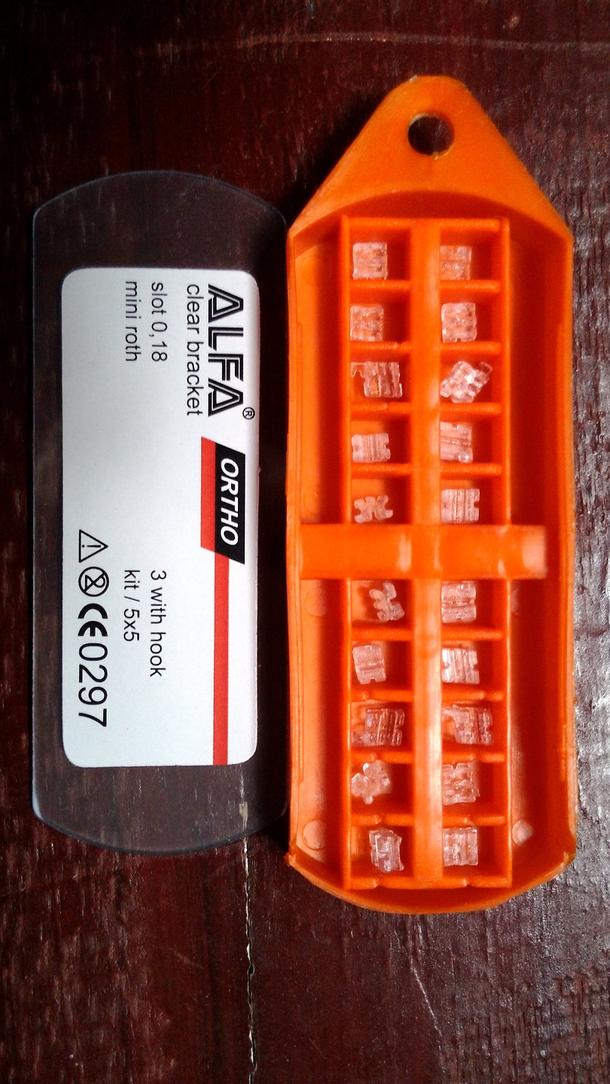 ALFA®
clear bracket
slot 0,18
mini roth
ORTHO
3 with hook
kit / 5x5
CE0297